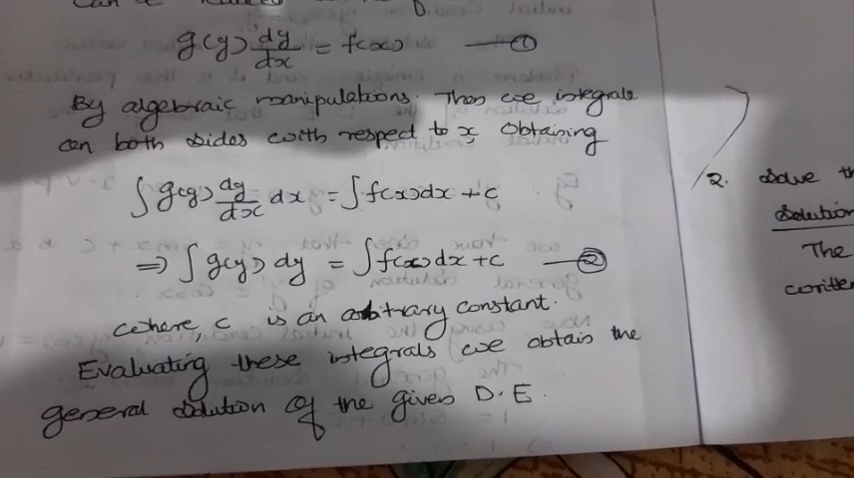 g(y) dy/dx = f(x) —①
By algebraic manipulations. Then we integrate
on both sides with respect to x, obtaining
∫ g(y) dy/dx dx = ∫ f(x) dx + c
⇒ ∫ g(y) dy = ∫ f(x) dx + c —②
where, c is an arbitrary constant.
Evaluating these integrals we obtain the
general solution of the given D.E.
2. Solve th
Solution
The
written